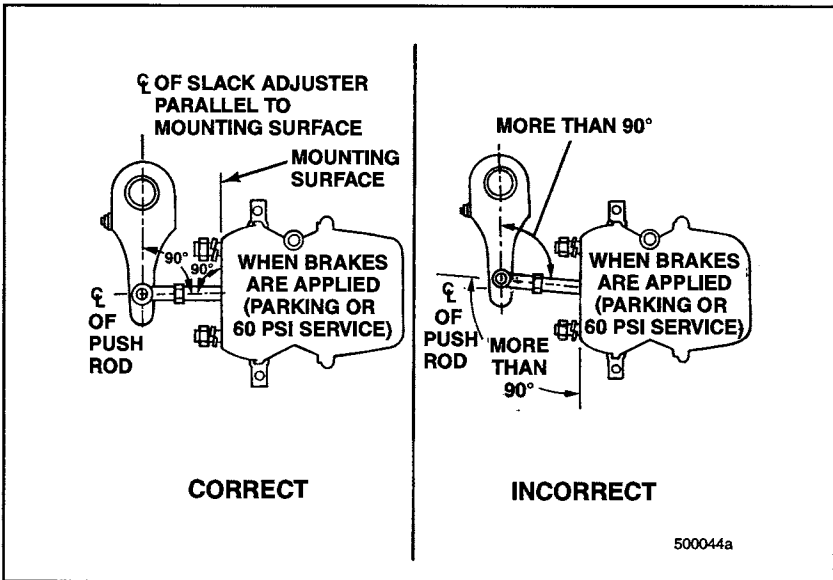 ℄ OF SLACK ADJUSTER
PARALLEL TO
MOUNTING SURFACE
MOUNTING
SURFACE
90°
90°
WHEN BRAKES
ARE APPLIED
(PARKING OR
60 PSI SERVICE)
℄
OF
PUSH
ROD
CORRECT
MORE THAN 90°
WHEN BRAKES
ARE APPLIED
(PARKING OR
60 PSI SERVICE)
℄
OF
PUSH
ROD
MORE
THAN
90°
INCORRECT
500044a